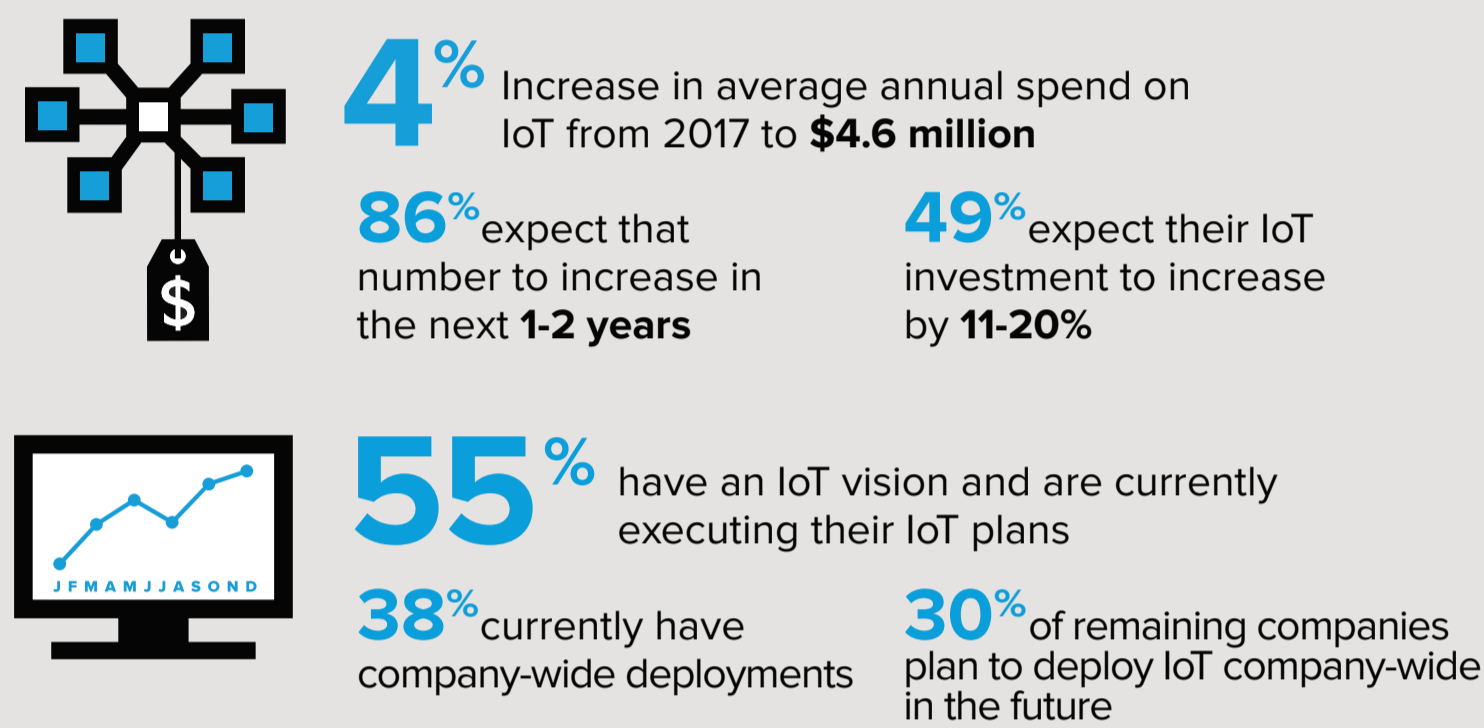 4%
Increase in average annual spend on
IoT from 2017 to $4.6 million
86% expect that
number to increase in
the next 1-2 years
49% expect their IoT
investment to increase
by 11-20%
$
55%
have an IoT vision and are currently
executing their IoT plans
J F M A M J J A S O N D
38% currently have
company-wide deployments
30% of remaining companies
plan to deploy IoT company-wide
in the future